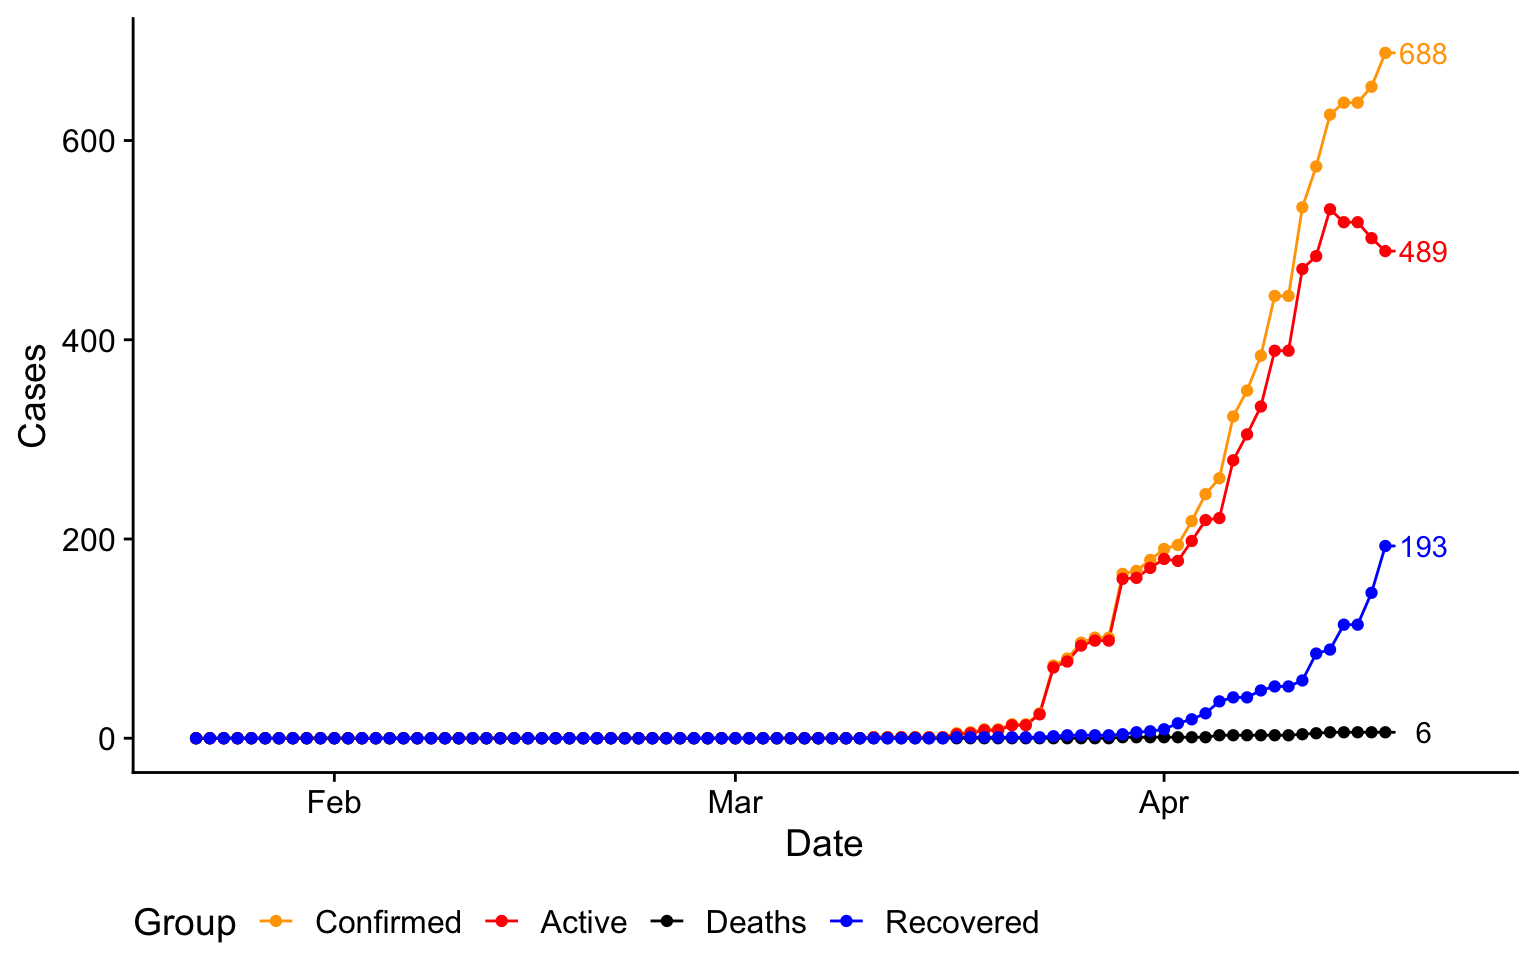 688
600
489
400
Cases
200
193
0
6
Feb Mar Apr
Date
Group Confirmed Active Deaths Recovered